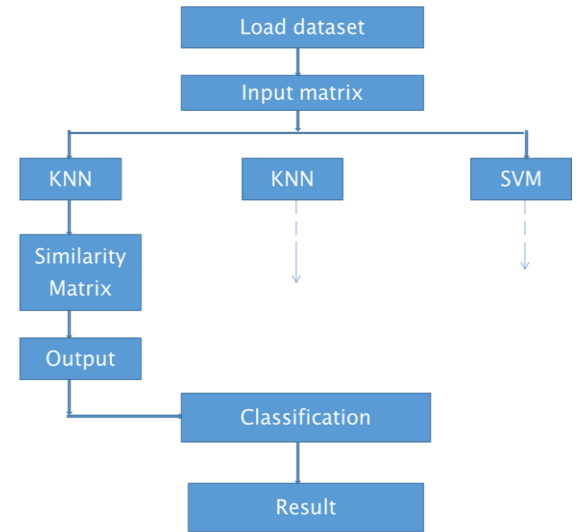 Load dataset
Input matrix
KNN
KNN
SVM
Similarity
Matrix
Output
Classification
Result